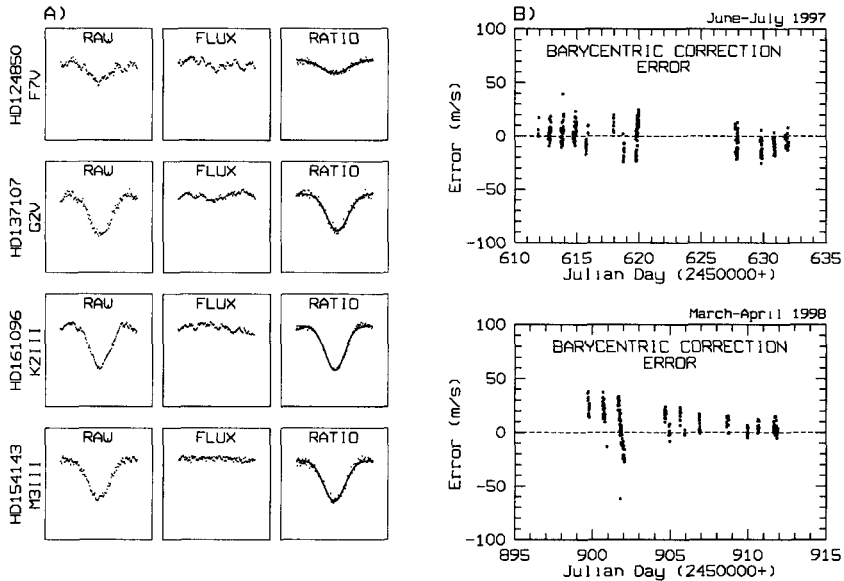 A)
RAW FLUX RATIO
HD124850
F7V
RAW FLUX RATIO
HD137107
G2V
RAW FLUX RATIO
HD161096
K2III
RAW FLUX RATIO
HD154143
M3III
B)
June-July 1997
BARYCENTRIC CORRECTION
ERROR
Error (m/s)
100
50
0
-50
-100
610 615 620 625 630 635
Julian Day (2450000+)
March-April 1998
BARYCENTRIC CORRECTION
ERROR
Error (m/s)
100
50
0
-50
-100
895 900 905 910 915
Julian Day (2450000+)